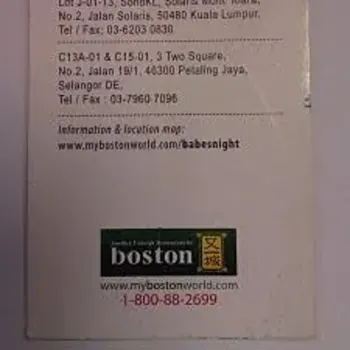 Lot J-01-13, SohoKL, Solaris Mont' Kiara,
No.2, Jalan Solaris, 50480 Kuala Lumpur,
Tel / Fax : 03-6203 0830
C13A-01 & C15-01, 3 Two Square,
No.2, Jalan 19/1, 46300 Petaling Jaya,
Selangor DE,
Tel / Fax : 03-7960 7096
Information & location map:
www.mybostonworld.com/babesnight
boston
www.mybostonworld.com
1-800-88-2699